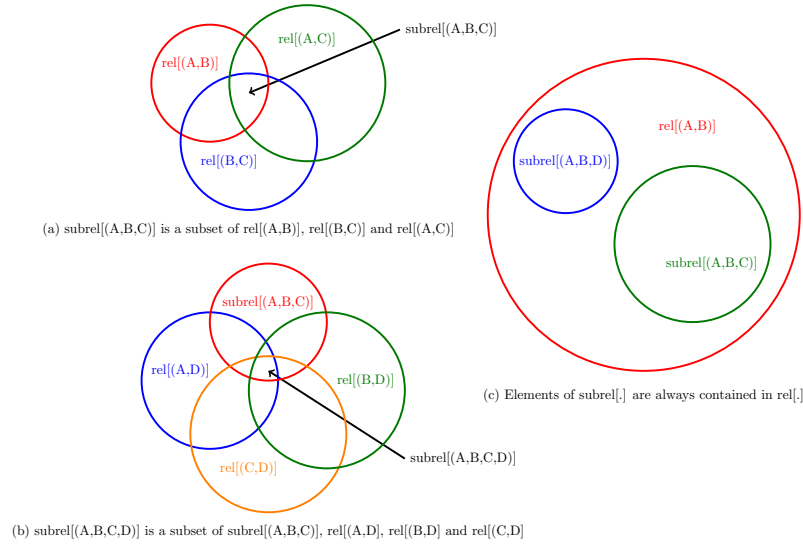 rel[(A,C)]
subrel[(A,B,C)]
rel[(A,B)]
rel[(B,C)]
(a) subrel[(A,B,C)] is a subset of rel[(A,B)], rel[(B,C)] and rel[(A,C)]
subrel[(A,B,C)]
rel[(A,D)]
rel[(B,D)]
rel[(C,D)]
subrel[(A,B,C,D)]
(b) subrel[(A,B,C,D)] is a subset of subrel[(A,B,C)], rel[(A,D], rel[(B,D] and rel[(C,D]
rel[(A,B)]
subrel[(A,B,D)]
subrel[(A,B,C)]
(c) Elements of subrel[.] are always contained in rel[.]